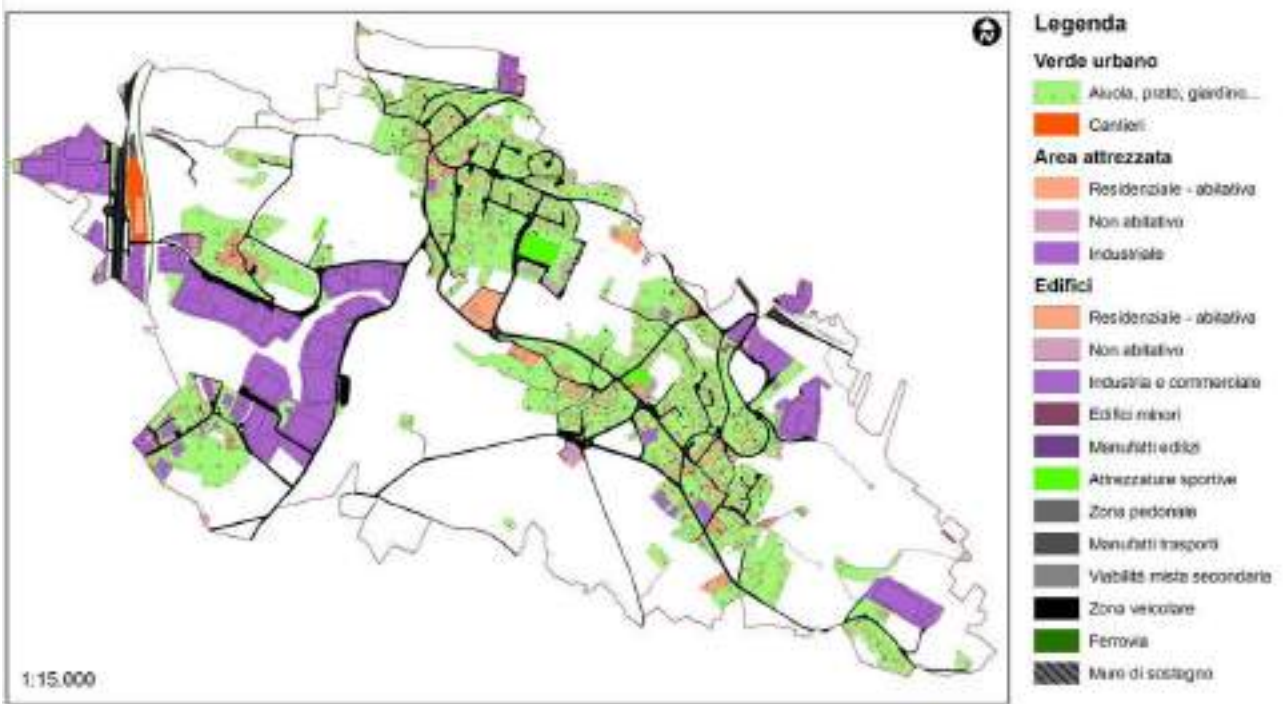 Legenda
Verde urbano
Aiuola, prato, giardino...
Cantieri
Area attrezzata
Residenziale - abitativa
Non abitativo
Industriale
Edifici
Residenziale - abitativa
Non abitativo
Industria e commerciale
Edifici minori
Manufatti edilizi
Attrezzature sportive
Zona pedonale
Manufatti trasporti
Viabilità mista secondaria
Zona veicolare
Ferrovia
Muro di sostegno
1:15.000